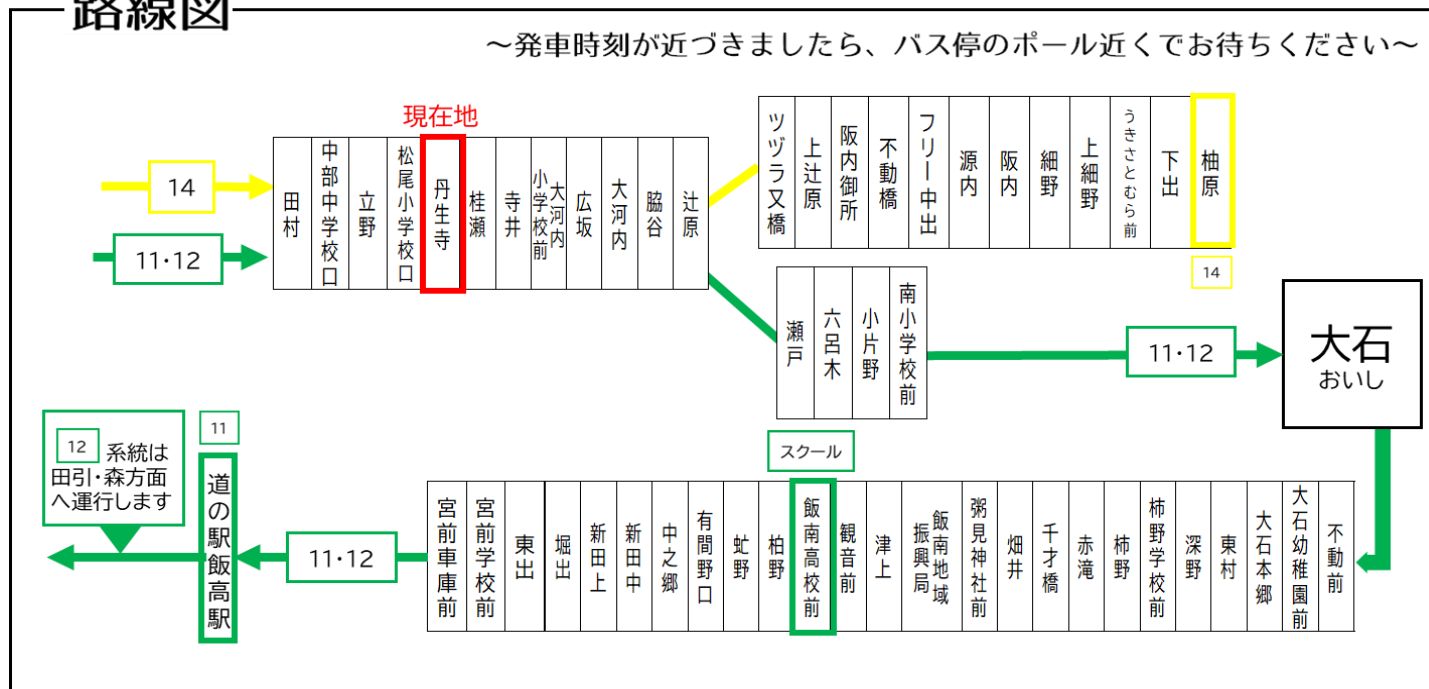 路線図
～発車時刻が近づきましたら、バス停のポール近くでお待ちください～
現在地
14
11・12
田村
中部中学校口
立野
松尾小学校口
丹生寺
桂瀬
寺井
大河内
小学校前
広坂
大河内
脇谷
辻原
ツヅラ又橋
上辻原
阪内御所
不動橋
フリー中出
源内
阪内
細野
上細野
うきさとむら前
下出
柚原
14
瀬戸
六呂木
小片野
南小学校前
11・12
大石
おいし
12 系統は
田引・森方面
へ運行します
11
道の駅飯高駅
11・12
スクール
宮前車庫前
宮前学校前
東出
堀出
新田上
新田中
中之郷
有間野口
虻野
柏野
飯南高校前
観音前
津上
飯南地域
振興局
粥見神社前
畑井
千才橋
赤滝
柿野
柿野学校前
深野
東村
大石本郷
大石幼稚園前
不動前